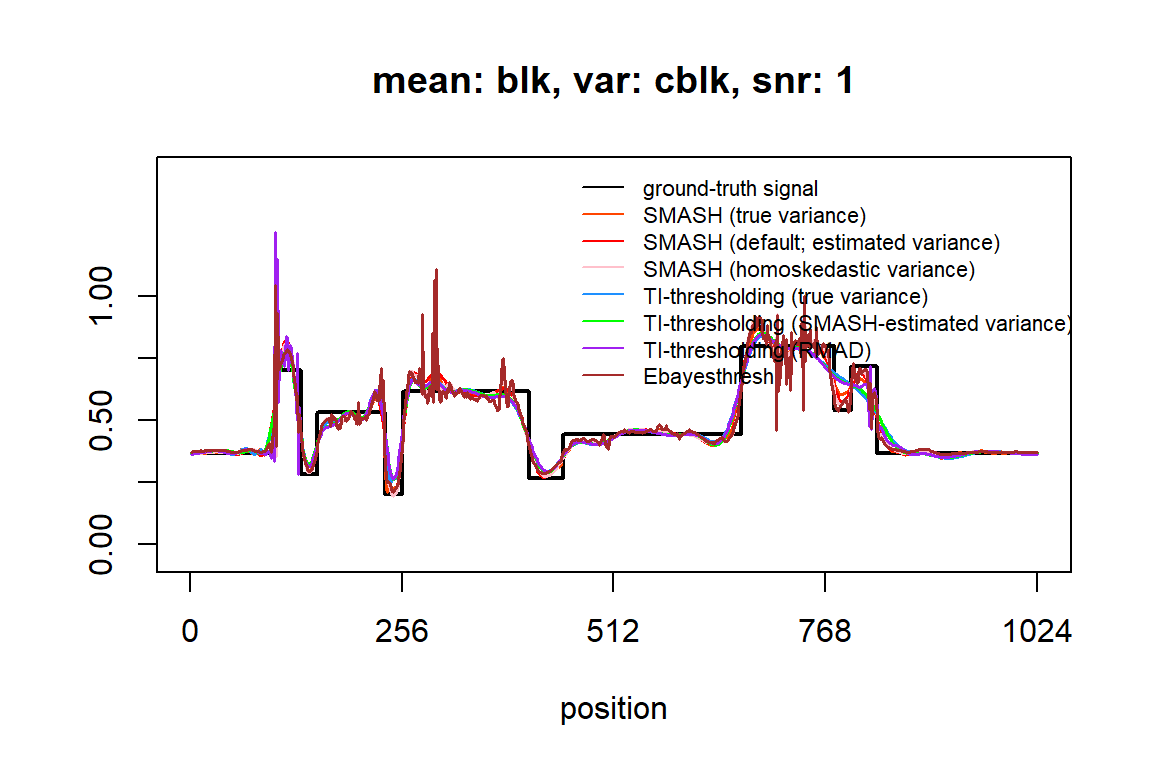 mean: blk, var: cblk, snr: 1
ground-truth signal
SMASH (true variance)
SMASH (default; estimated variance)
SMASH (homoskedastic variance)
TI-thresholding (true variance)
TI-thresholding (SMASH-estimated variance)
TI-thresholding (RMAD)
Ebayesthresh
1.00
0.50
0.00
0 256 512 768 1024
position